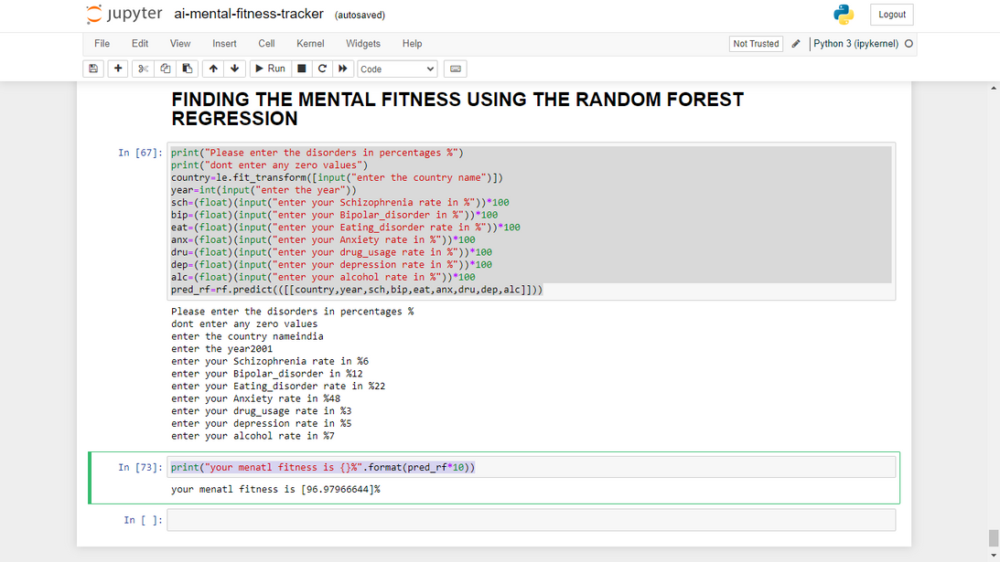 jupyter ai-mental-fitness-tracker (autosaved)
Logout
File Edit View Insert Cell Kernel Widgets Help
Not Trusted Python 3 (ipykernel)
Run Code
FINDING THE MENTAL FITNESS USING THE RANDOM FOREST
REGRESSION
In [67]: print("Please enter the disorders in percentages %")
print("dont enter any zero values")
country=le.fit_transform([input("enter the country name")])
year=int(input("enter the year"))
sch=(float)(input("enter your Schizophrenia rate in %"))*100
bip=(float)(input("enter your Bipolar_disorder in %"))*100
eat=(float)(input("enter your Eating_disorder rate in %"))*100
anx=(float)(input("enter your Anxiety rate in %"))*100
dru=(float)(input("enter your drug_usage rate in %"))*100
dep=(float)(input("enter your depression rate in %"))*100
alc=(float)(input("enter your alcohol rate in %"))*100
pred_rf=rf.predict(([[country,year,sch,bip,eat,anx,dru,dep,alc]]))
Please enter the disorders in percentages %
dont enter any zero values
enter the country nameindia
enter the year2001
enter your Schizophrenia rate in %6
enter your Bipolar_disorder in %12
enter your Eating_disorder rate in %22
enter your Anxiety rate in %48
enter your drug_usage rate in %3
enter your depression rate in %5
enter your alcohol rate in %7
In [73]: print("your menatl fitness is {}%".format(pred_rf*10))
your menatl fitness is [96.97966644]%
In [ ]: